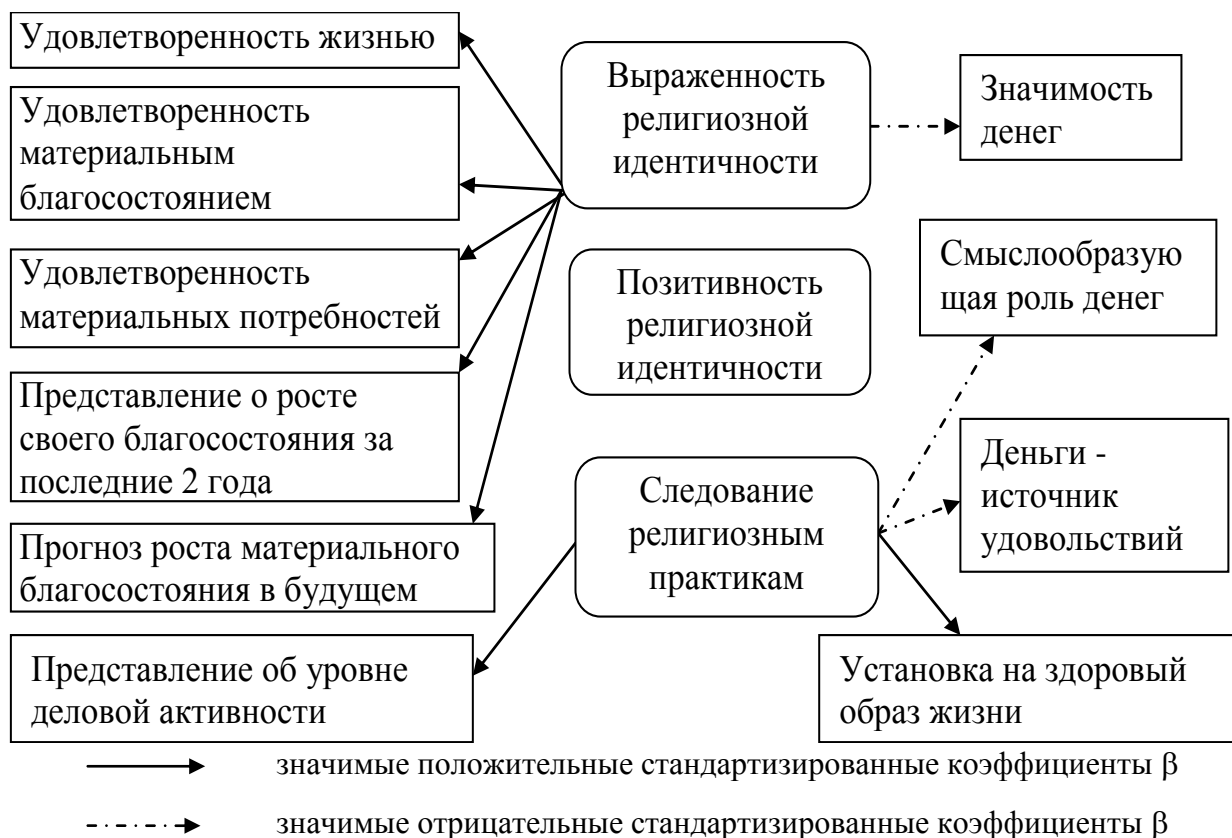 Удовлетворенность жизнью
Удовлетворенность
материальным
благосостоянием
Удовлетворенность
материальных потребностей
Представление о росте
своего благосостояния за
последние 2 года
Прогноз роста материального
благосостояния в будущем
Представление об уровне
деловой активности
Выраженность
религиозной
идентичности
Позитивность
религиозной
идентичности
Следование
религиозным
практикам
Значимость
денег
Смыслообразую
щая роль денег
Деньги -
источник
удовольствий
Установка на здоровый
образ жизни
значимые положительные стандартизированные коэффициенты β
значимые отрицательные стандартизированные коэффициенты β